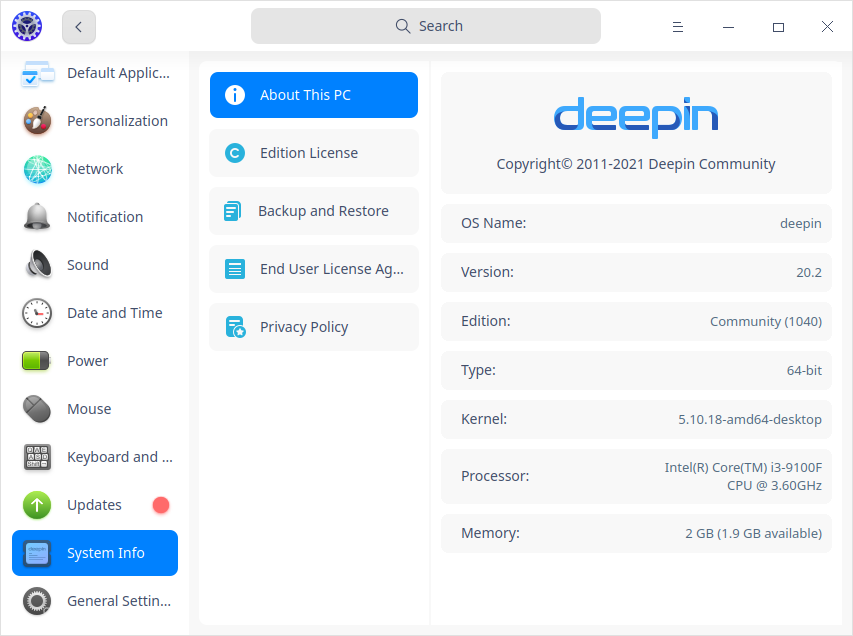 Search
Default Applic...
Personalization
Network
Notification
Sound
Date and Time
Power
Mouse
Keyboard and ...
Updates
System Info
General Settin...
About This PC
Edition License
Backup and Restore
End User License Ag...
Privacy Policy
deepin
Copyright© 2011-2021 Deepin Community
OS Name: deepin
Version: 20.2
Edition: Community (1040)
Type: 64-bit
Kernel: 5.10.18-amd64-desktop
Processor: Intel(R) Core(TM) i3-9100F
CPU @ 3.60GHz
Memory: 2 GB (1.9 GB available)